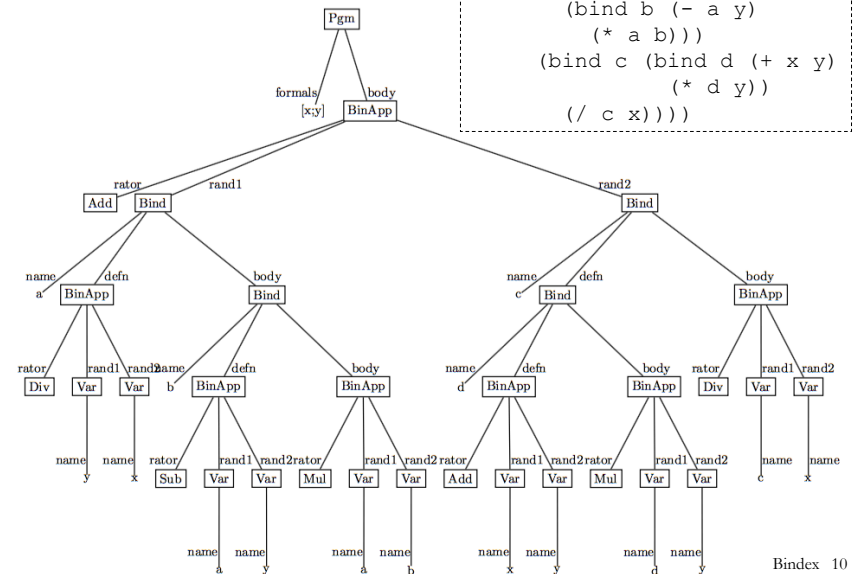 Pgm
(bind b (- a y)
(* a b)))
(bind c (bind d (+ x y)
(* d y))
(/ c x))))
formals body
[x;y] BinApp
rator rand1 rand2
Add Bind Bind
name defn body name defn body
a BinApp Bind c Bind BinApp
rator rand1 rand2 name defn body name defn body rator rand1 rand2
Div Var Var b BinApp BinApp d BinApp BinApp Div Var Var
name name rator rand1 rand2 rator rand1 rand2 rator rand1 rand2 rator rand1 rand2 name name
y x Sub Var Var Mul Var Var Add Var Var Mul Var Var c x
name name name name name name name name
a y a b x y d y
Bindex 10